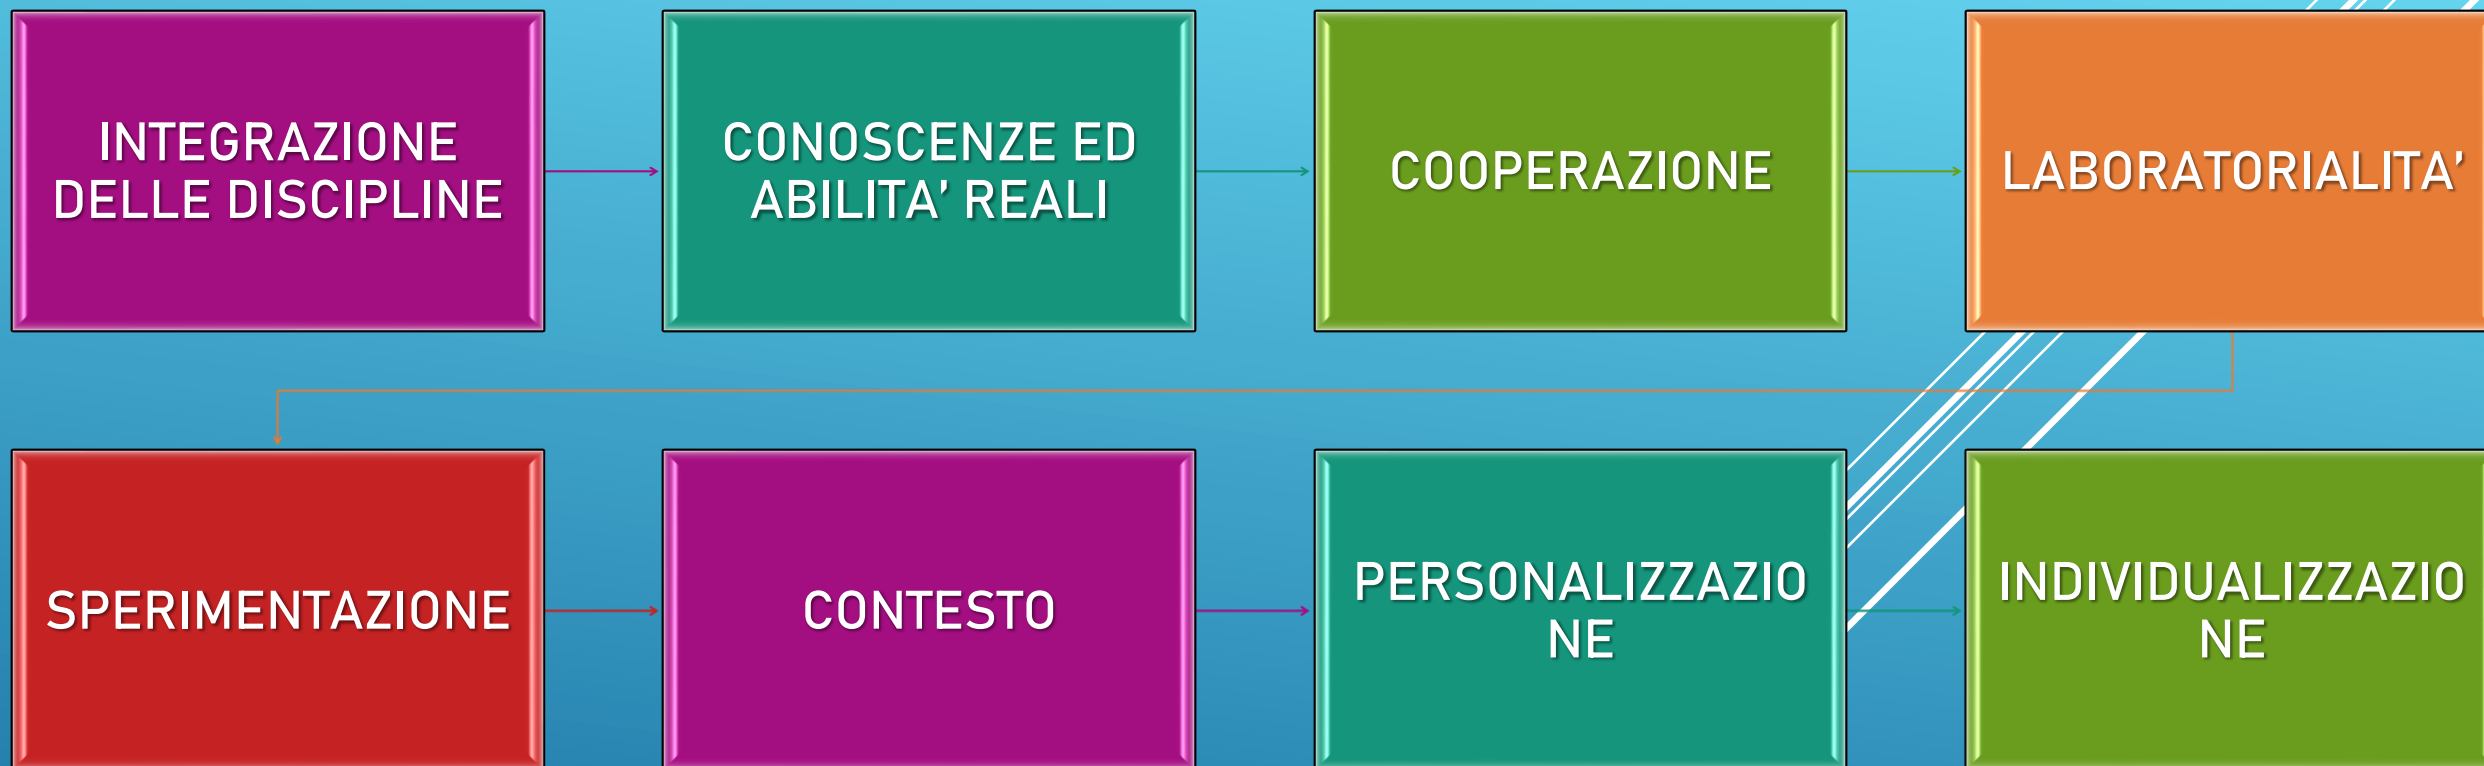 INTEGRAZIONE
DELLE DISCIPLINE
CONOSCENZE ED
ABILITA’ REALI
COOPERAZIONE
LABORATORIALITA’
SPERIMENTAZIONE
CONTESTO
PERSONALIZZAZIO
NE
INDIVIDUALIZZAZIO
NE